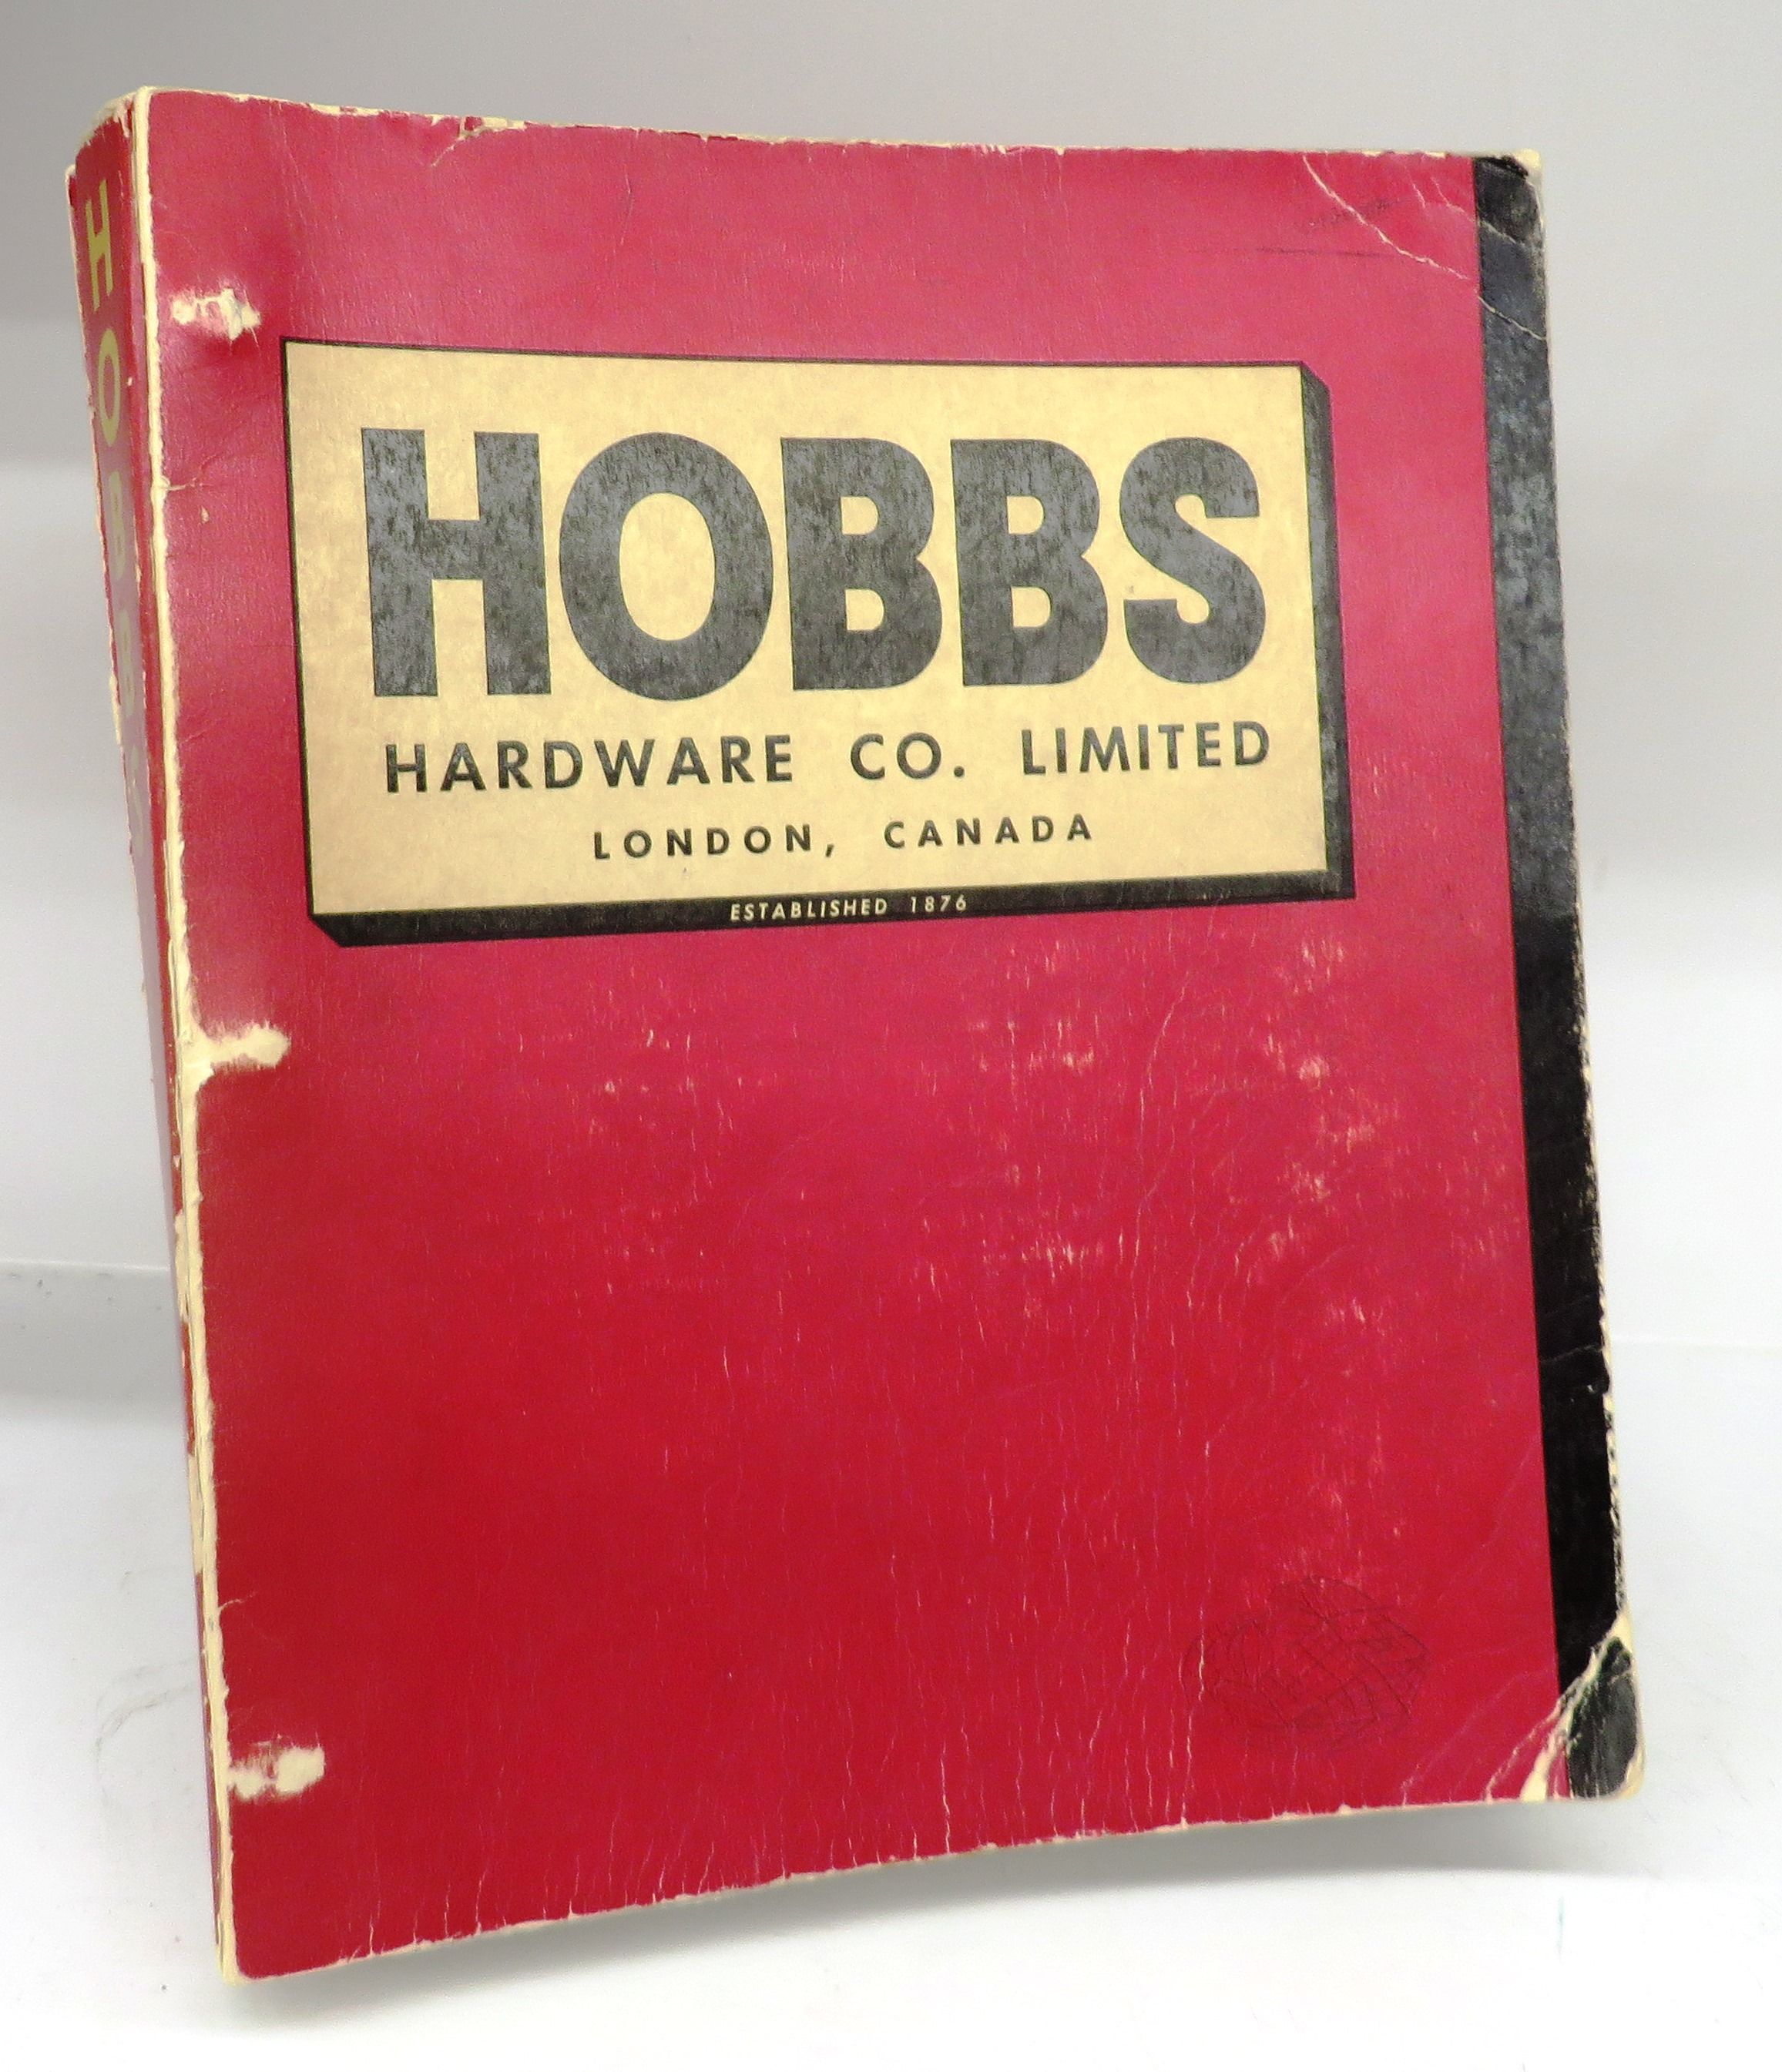 HOBBS
HOBBS
HARDWARE CO. LIMITED
LONDON, CANADA
ESTABLISHED 1876